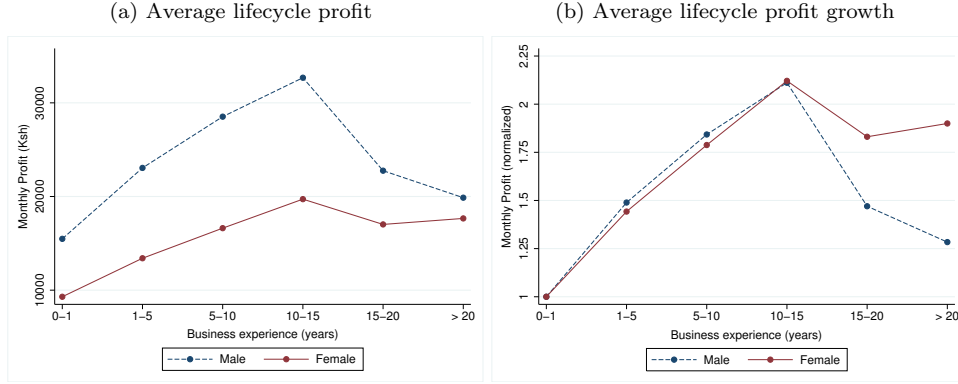 (a) Average lifecycle profit
Monthly Profit (Ksh)
30000
20000
10000
0−1
1−5
5−10
10−15
15−20
> 20
Business experience (years)
Male
Female
(b) Average lifecycle profit growth
Monthly Profit (normalized)
2.25
2
1.75
1.5
1.25
1
0−1
1−5
5−10
10−15
15−20
> 20
Business experience (years)
Male
Female